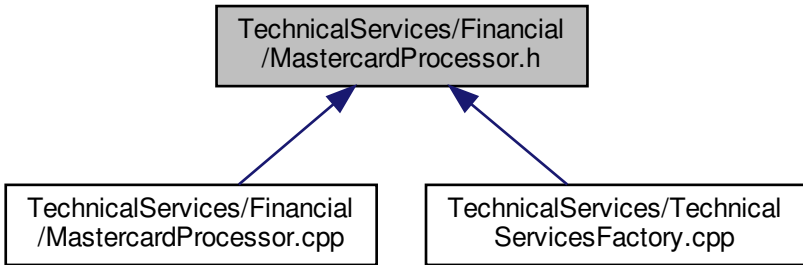 TechnicalServices/Financial
/MastercardProcessor.h
TechnicalServices/Financial
/MastercardProcessor.cpp
TechnicalServices/Technical
ServicesFactory.cpp